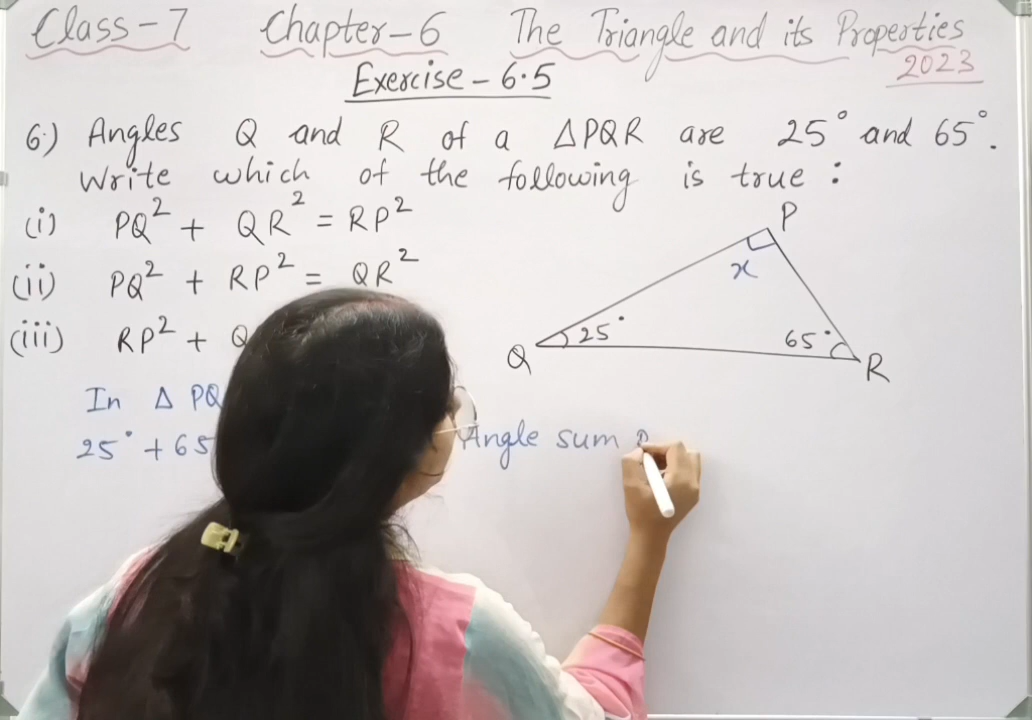 Class-7 Chapter-6 The Triangle and its Properties
2023
Exercise - 6.5
6.) Angles Q and R of a △PQR are 25° and 65°.
Write which of the following is true :
(i) PQ² + QR² = RP²
(ii) PQ² + RP² = QR²
(iii) RP² + Q
P
x
Q 25° 65° R
In △ PQ
25° + 65
Angle sum